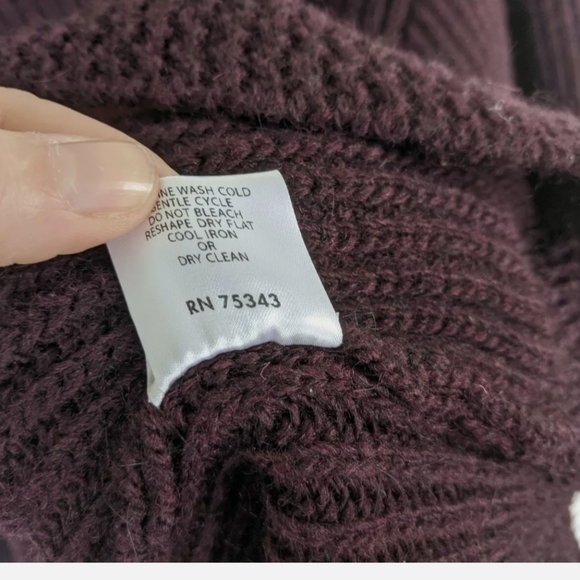 WASH COLD
GENTLE CYCLE
DO NOT BLEACH
RESHAPE DRY FLAT
COOL IRON
OR
DRY CLEAN
RN 75343